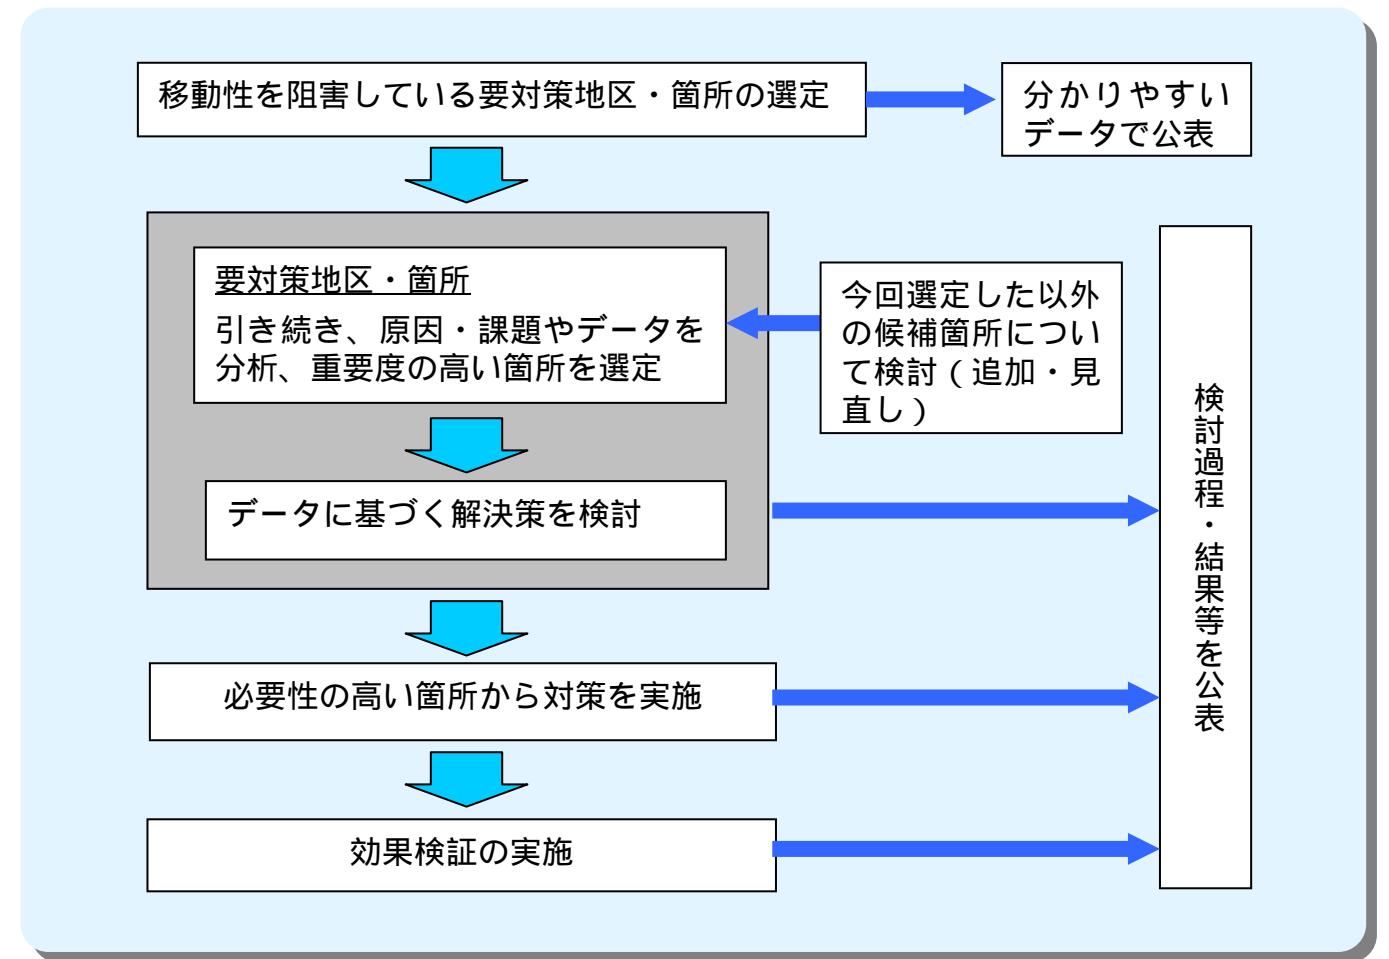 移動性を阻害している要対策地区・箇所の選定
分かりやすい
データで公表
要対策地区・箇所
引き続き、原因・課題やデータを
分析、重要度の高い箇所を選定
今回選定した以外
の候補箇所につい
て検討（追加・見
直し）
データに基づく解決策を検討
必要性の高い箇所から対策を実施
効果検証の実施
検討過程・結果等を公表